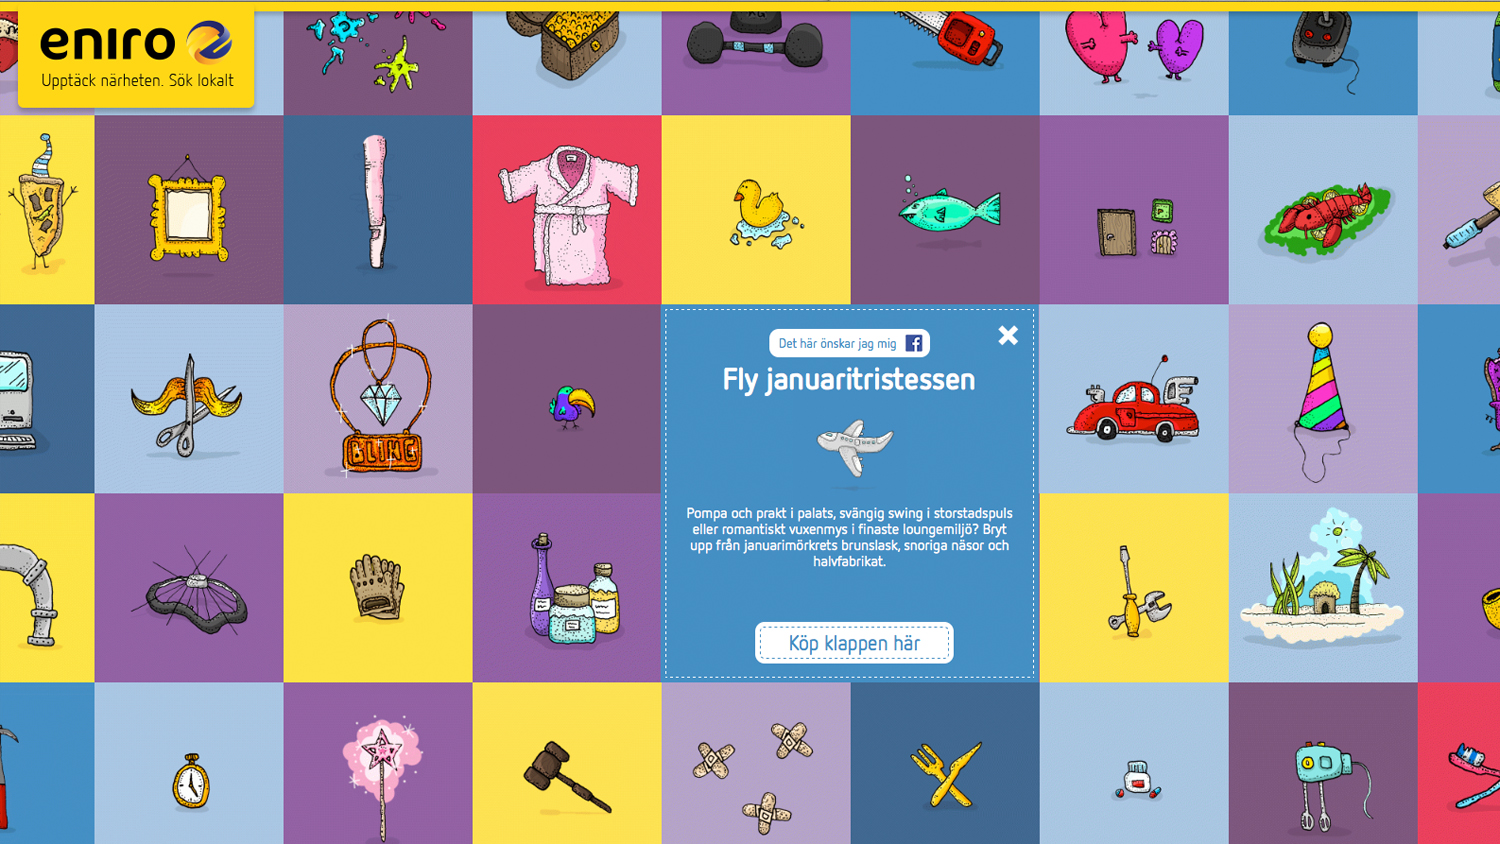 eniro
Upptäck närheten. Sök lokalt
Det här önskar jag mig
Fly januaritristessen
BLING
Pompa och prakt i palats, svängig swing i storstadspuls
eller romantiskt vuxenmys i finaste loungemiljö? Bryt
upp från januarimörkrets brunslask, snoriga näsor och
halvfabrikat.
Köp klappen här